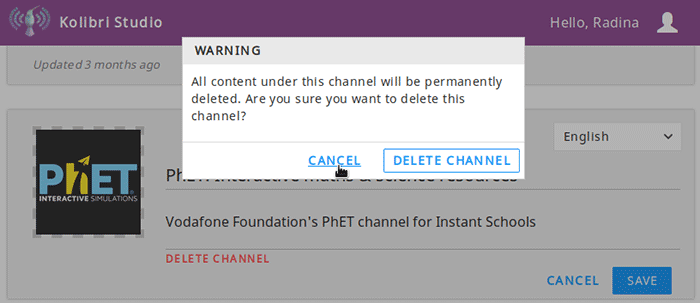 Kolibri Studio
Hello, Radina
Updated 3 months ago
WARNING
All content under this channel will be permanently
deleted. Are you sure you want to delete this
channel?
CANCEL
DELETE CHANNEL
English
PhET
INTERACTIVE SIMULATIONS
PhET: Interactive maths & science resources
Vodafone Foundation's PhET channel for Instant Schools
DELETE CHANNEL
CANCEL
SAVE